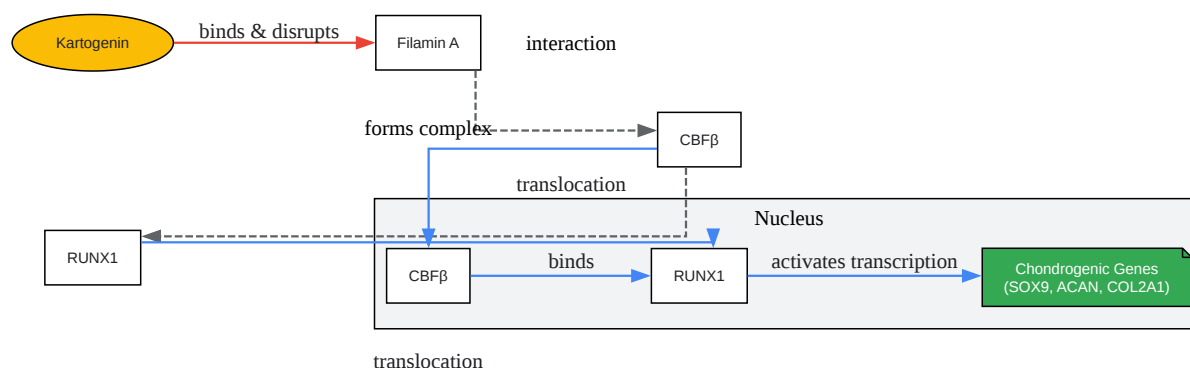 binds & disrupts
Kartogenin
Filamin A
interaction
forms complex
CBFβ
translocation
Nucleus
RUNX1
CBFβ
binds
RUNX1
activates transcription
Chondrogenic Genes
(SOX9, ACAN, COL2A1)
translocation